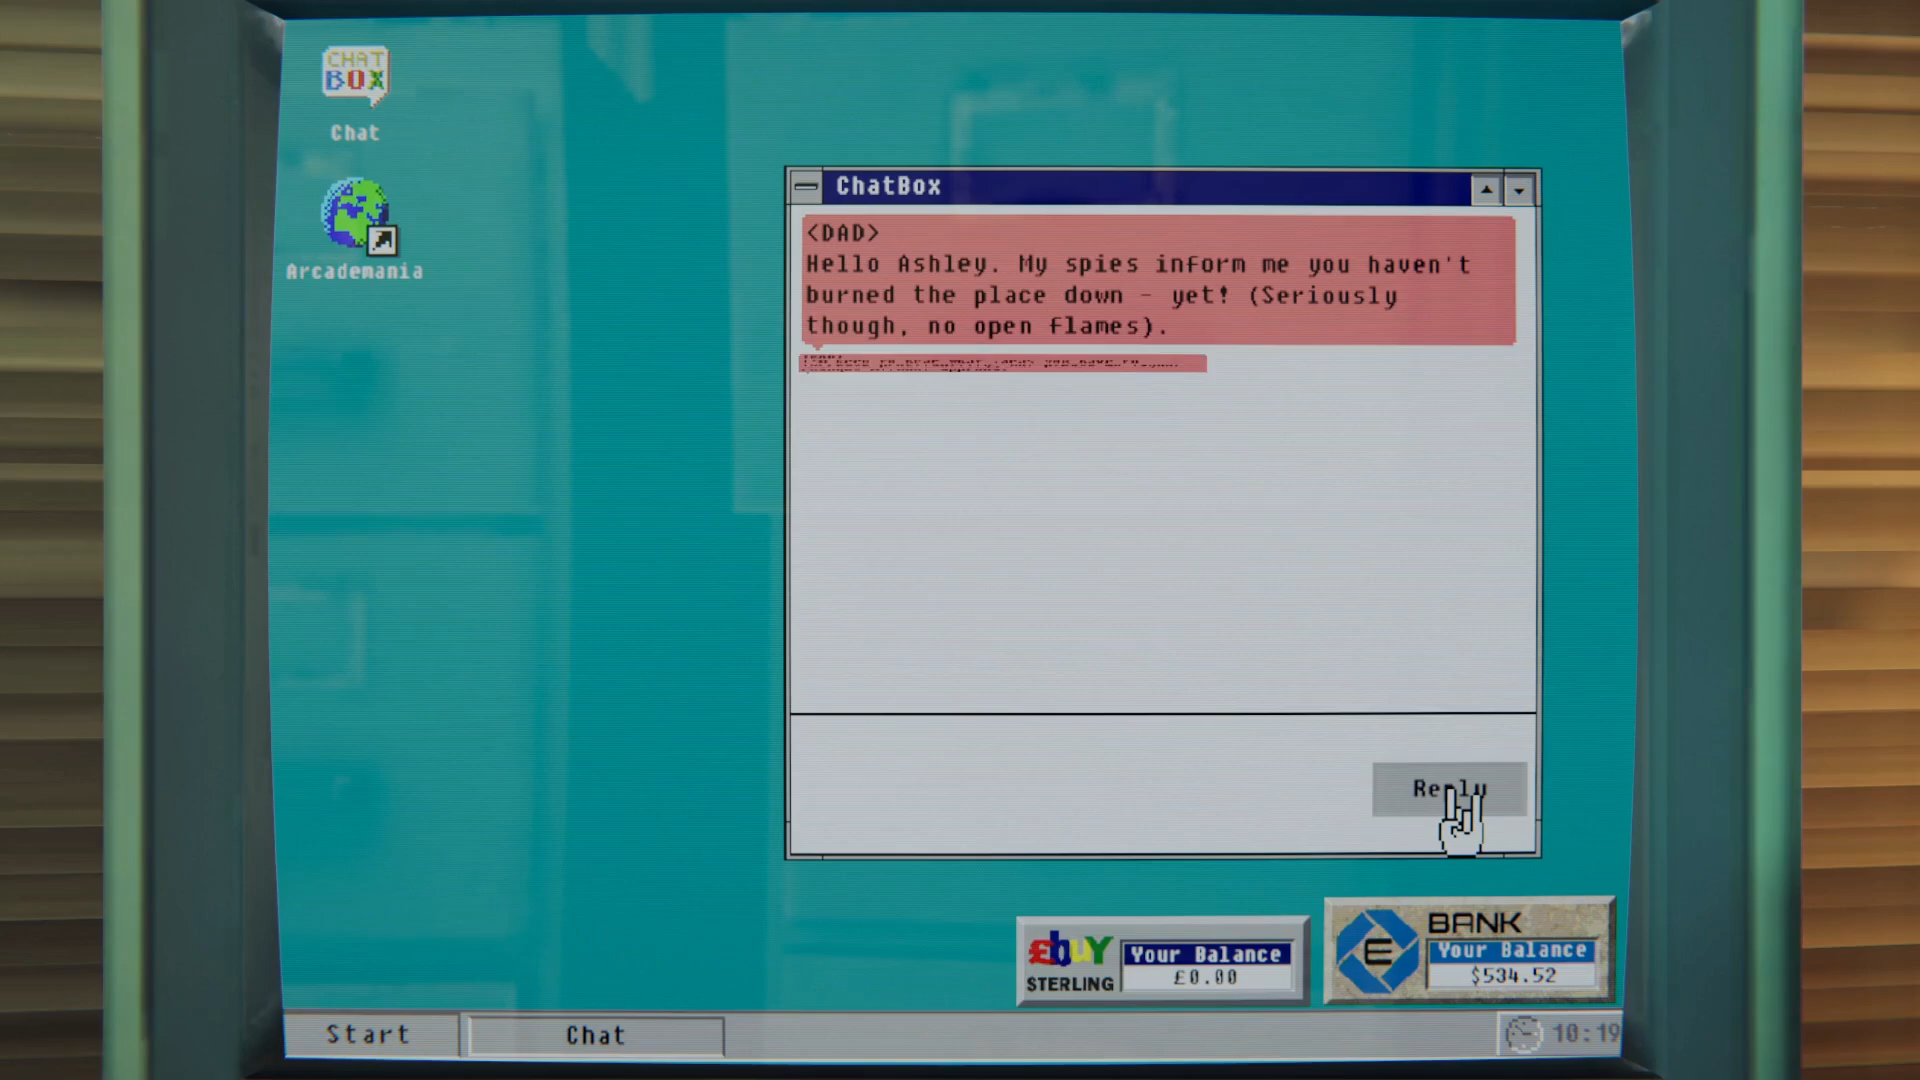 CHAT
BOX
Chat
Arcademania
ChatBox
<DAD>
Hello Ashley. My spies inform me you haven't
burned the place down - yet! (Seriously
though, no open flames).
Reply
£buy
STERLING
Your Balance
£0.00
E
BANK
Your Balance
$534.52
Start
Chat
10:19